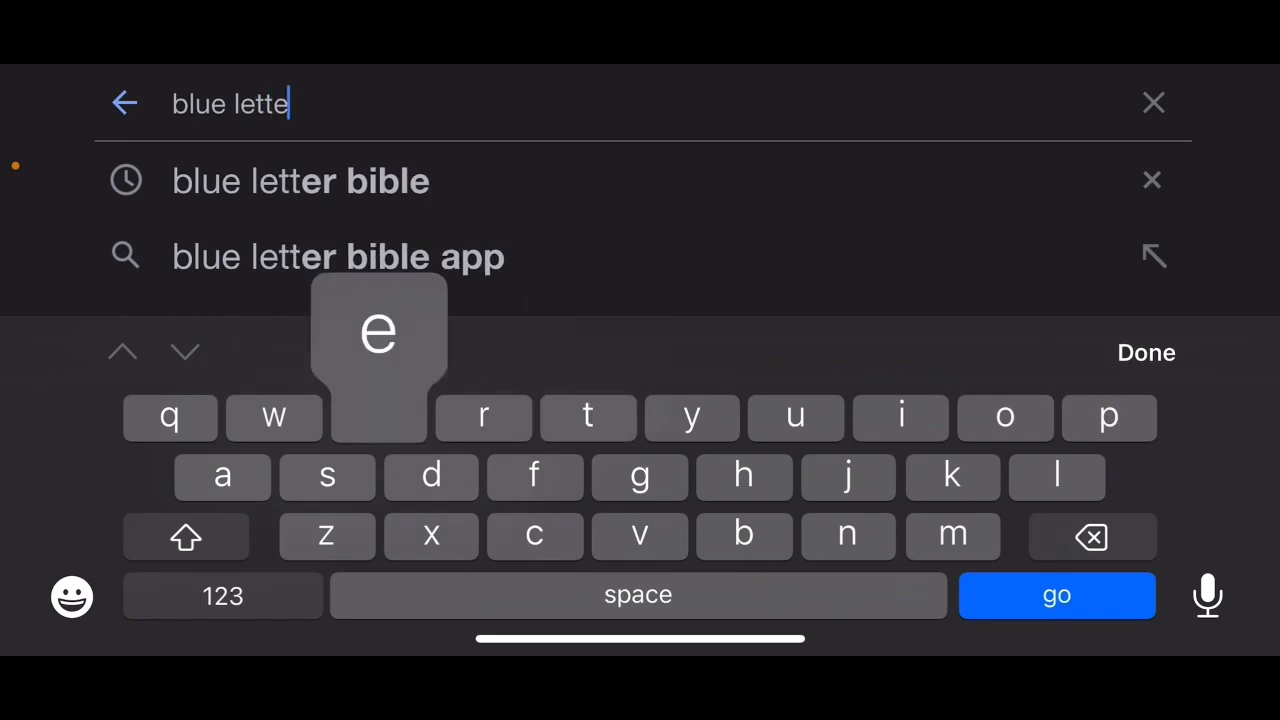 blue lette
blue letter bible
blue letter bible app
e
Done
q w r t y u i o p
a s d f g h j k l
z x c v b n m
123 space go